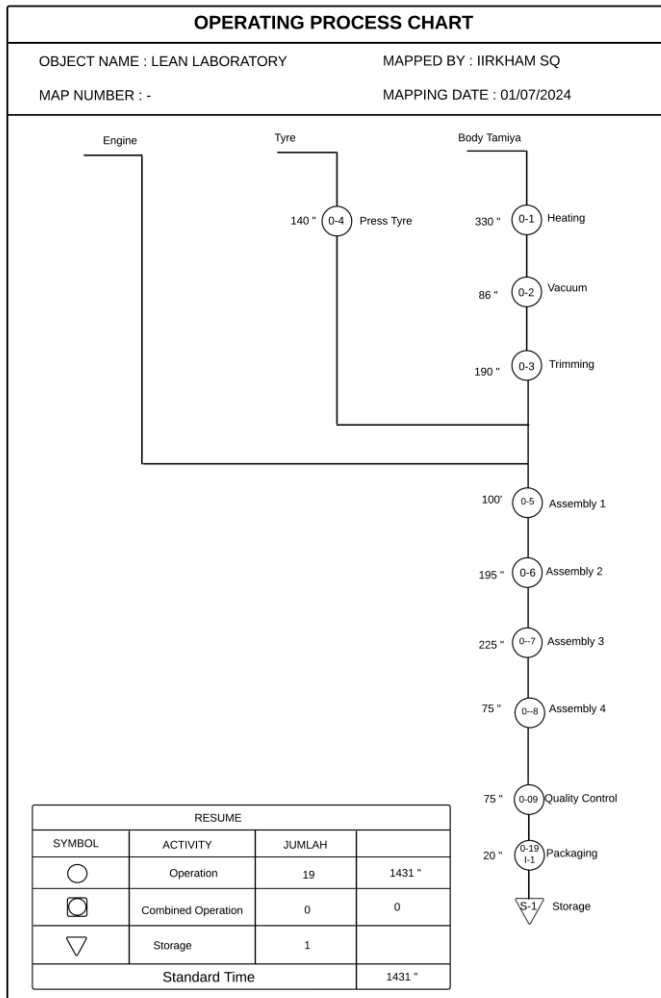 OPERATING PROCESS CHART
OBJECT NAME : LEAN LABORATORY
MAPPED BY : IIRKHAM SQ
MAP NUMBER : -
MAPPING DATE : 01/07/2024
Engine
Tyre
Body Tamiya
140 " 0-4 Press Tyre
330 " 0-1 Heating
86 " 0-2 Vacuum
190 " 0-3 Trimming
100' 0-5 Assembly 1
195 " 0-6 Assembly 2
225 " 0--7 Assembly 3
75 " 0--8 Assembly 4
75 " 0-09 Quality Control
20 " 0-19 Packaging
I-1
S-1 Storage
RESUME
SYMBOL ACTIVITY JUMLAH
Operation 19 1431 "
Combined Operation 0 0
Storage 1
Standard Time 1431 "